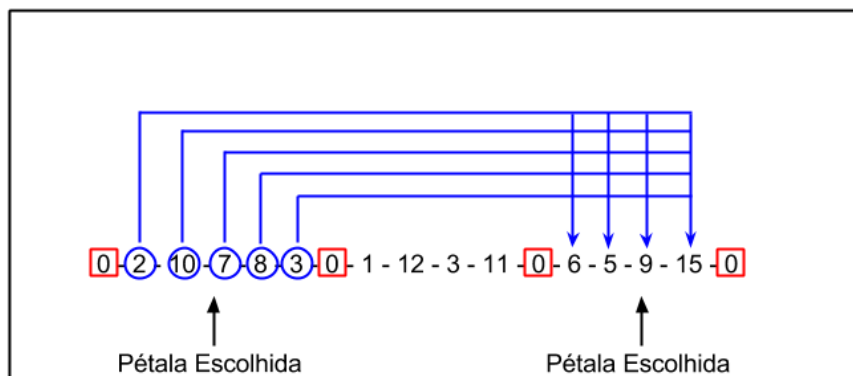 0 - 2 - 10 - 7 - 8 - 3 - 0 - 1 - 12 - 3 - 11 - 0 - 6 - 5 - 9 - 15 - 0
Pétala Escolhida Pétala Escolhida